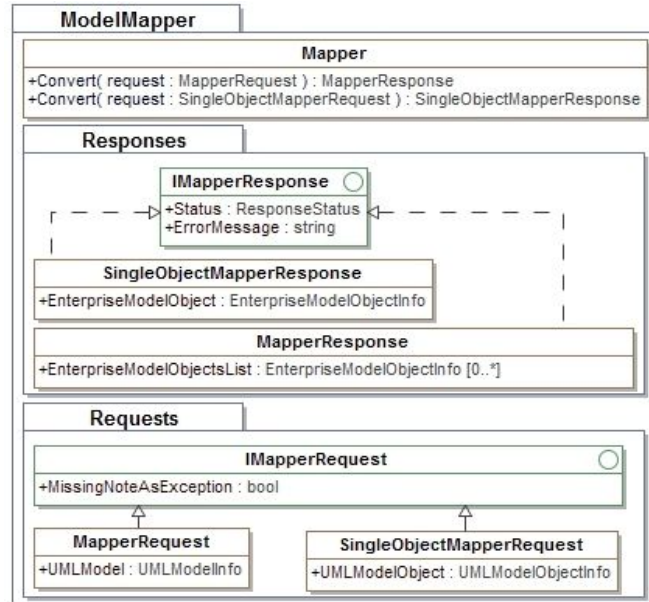 ModelMapper
Mapper
+Convert( request : MapperRequest ) : MapperResponse
+Convert( request : SingleObjectMapperRequest ) : SingleObjectMapperResponse
Responses
IMapperResponse
+Status : ResponseStatus
+ErrorMessage : string
SingleObjectMapperResponse
+EnterpriseModelObject : EnterpriseModelObjectInfo
MapperResponse
+EnterpriseModelObjectsList : EnterpriseModelObjectInfo [0..*]
Requests
IMapperRequest
+MissingNoteAsException : bool
MapperRequest
+UMLModel : UMLModelInfo
SingleObjectMapperRequest
+UMLModelObject : UMLModelObjectInfo